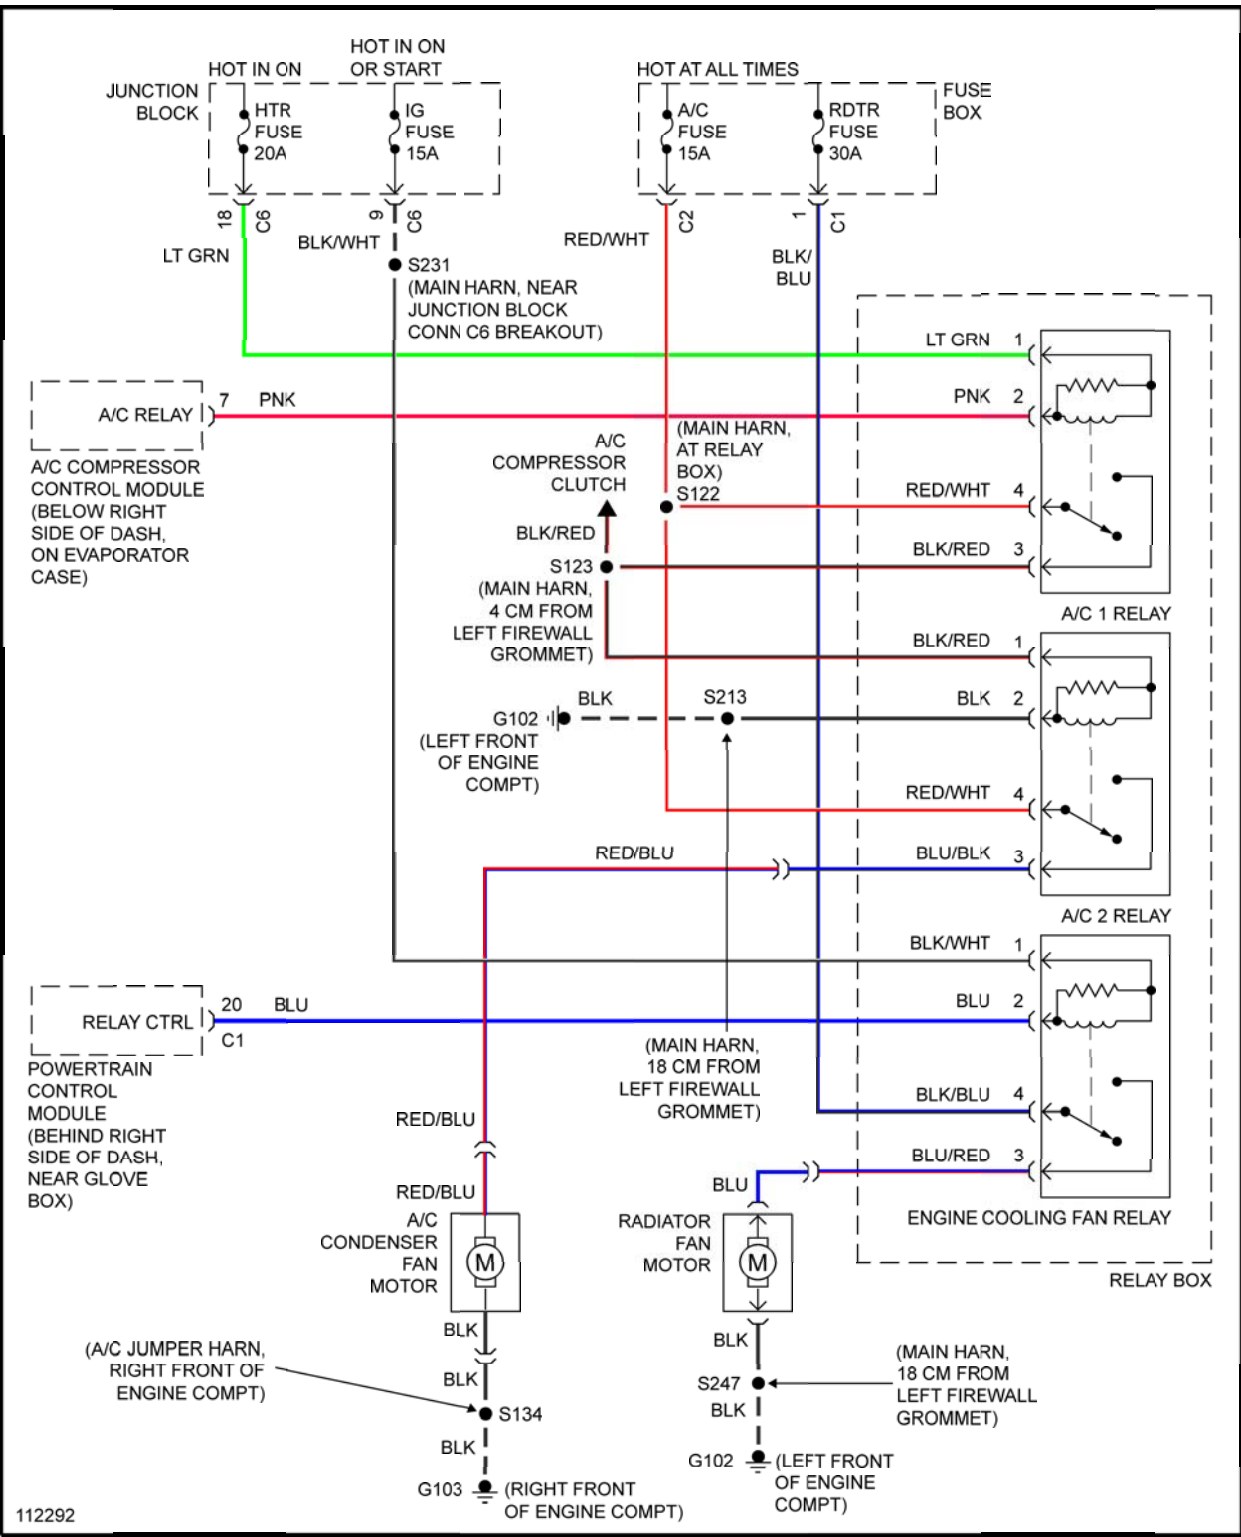 HOT IN ON
HOT IN ON
OR START
HOT AT ALL TIMES
JUNCTION
BLOCK
HTR
FUSE
20A
IG
FUSE
15A
A/C
FUSE
15A
RDTR
FUSE
30A
FUSE
BOX
18
C6
9
C6
C2
1
C1
LT GRN
BLK/WHT
RED/WHT
BLK/
BLU
S231
(MAIN HARN, NEAR
JUNCTION BLOCK
CONN C6 BREAKOUT)
LT GRN
1
A/C RELAY
7
PNK
PNK
2
A/C COMPRESSOR
CONTROL MODULE
(BELOW RIGHT
SIDE OF DASH,
ON EVAPORATOR
CASE)
A/C
COMPRESSOR
CLUTCH
(MAIN HARN,
AT RELAY
BOX)
S122
RED/WHT
4
BLK/RED
BLK/RED
3
S123
(MAIN HARN,
4 CM FROM
LEFT FIREWALL
GROMMET)
A/C 1 RELAY
BLK/RED
1
G102
BLK
S213
BLK
2
(LEFT FRONT
OF ENGINE
COMPT)
RED/WHT
4
RED/BLU
BLU/BLK
3
A/C 2 RELAY
BLK/WHT
1
RELAY CTRL
20
BLU
C1
BLU
2
POWERTRAIN
CONTROL
MODULE
(BEHIND RIGHT
SIDE OF DASH,
NEAR GLOVE
BOX)
(MAIN HARN,
18 CM FROM
LEFT FIREWALL
GROMMET)
BLK/BLU
4
RED/BLU
BLU/RED
3
RED/BLU
BLU
A/C
CONDENSER
FAN
MOTOR
M
RADIATOR
FAN
MOTOR
M
ENGINE COOLING FAN RELAY
RELAY BOX
BLK
BLK
(A/C JUMPER HARN,
RIGHT FRONT OF
ENGINE COMPT)
BLK
S134
BLK
S247
BLK
(MAIN HARN,
18 CM FROM
LEFT FIREWALL
GROMMET)
G103
(RIGHT FRONT
OF ENGINE COMPT)
G102
(LEFT FRONT
OF ENGINE
COMPT)
112292